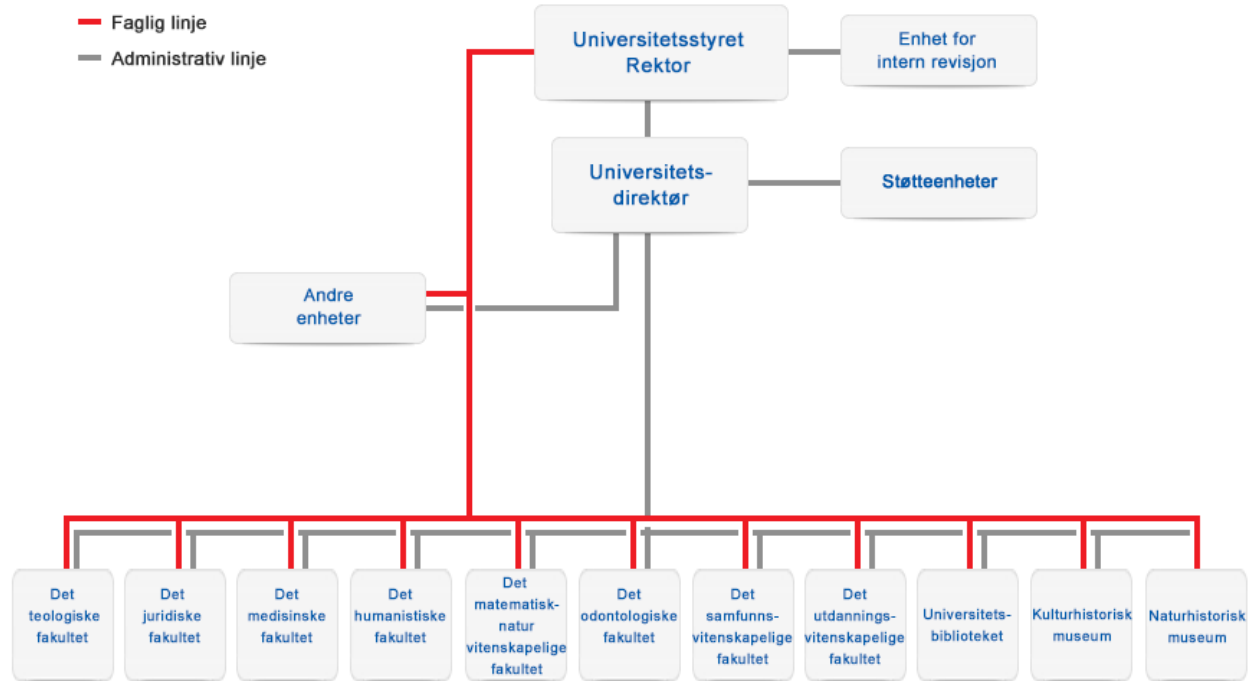 Faglig linje
Administrativ linje
Universitetsstyret
Rektor
Enhet for
intern revisjon
Universitets-
direktør
Støtteenheter
Andre
enheter
Det
teologiske
fakultet
Det
juridiske
fakultet
Det
medisinske
fakultet
Det
humanistiske
fakultet
Det
matematisk-
natur
vitenskapelige
fakultet
Det
odontologiske
fakultet
Det
samfunns-
vitenskapelige
fakultet
Det
utdannings-
vitenskapelige
fakultet
Universitets-
biblioteket
Kulturhistorisk
museum
Naturhistorisk
museum